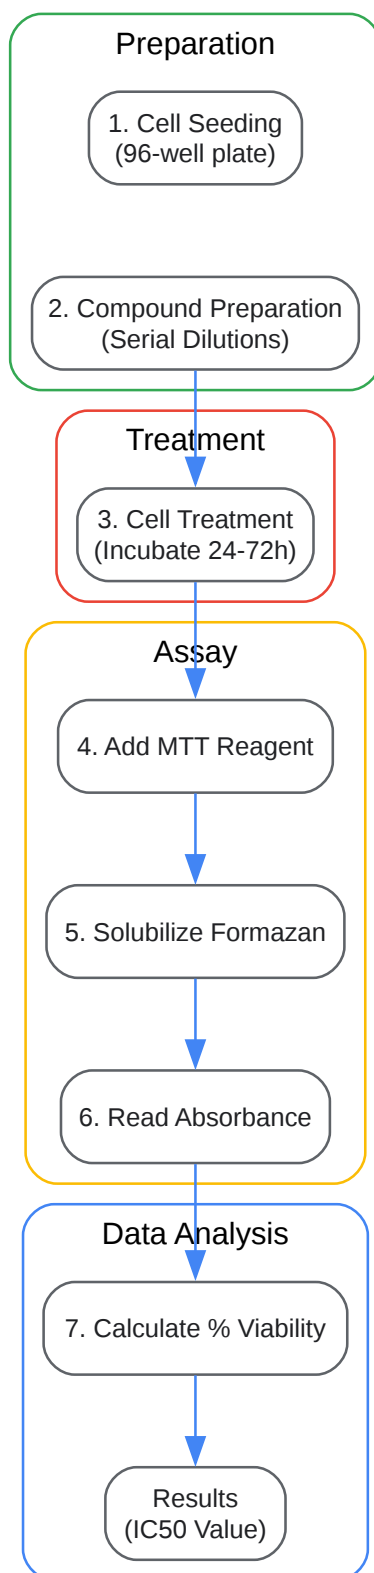 Preparation
1. Cell Seeding
(96-well plate)
2. Compound Preparation
(Serial Dilutions)
Treatment
3. Cell Treatment
(Incubate 24-72h)
Assay
4. Add MTT Reagent
5. Solubilize Formazan
6. Read Absorbance
Data Analysis
7. Calculate % Viability
Results
(IC50 Value)